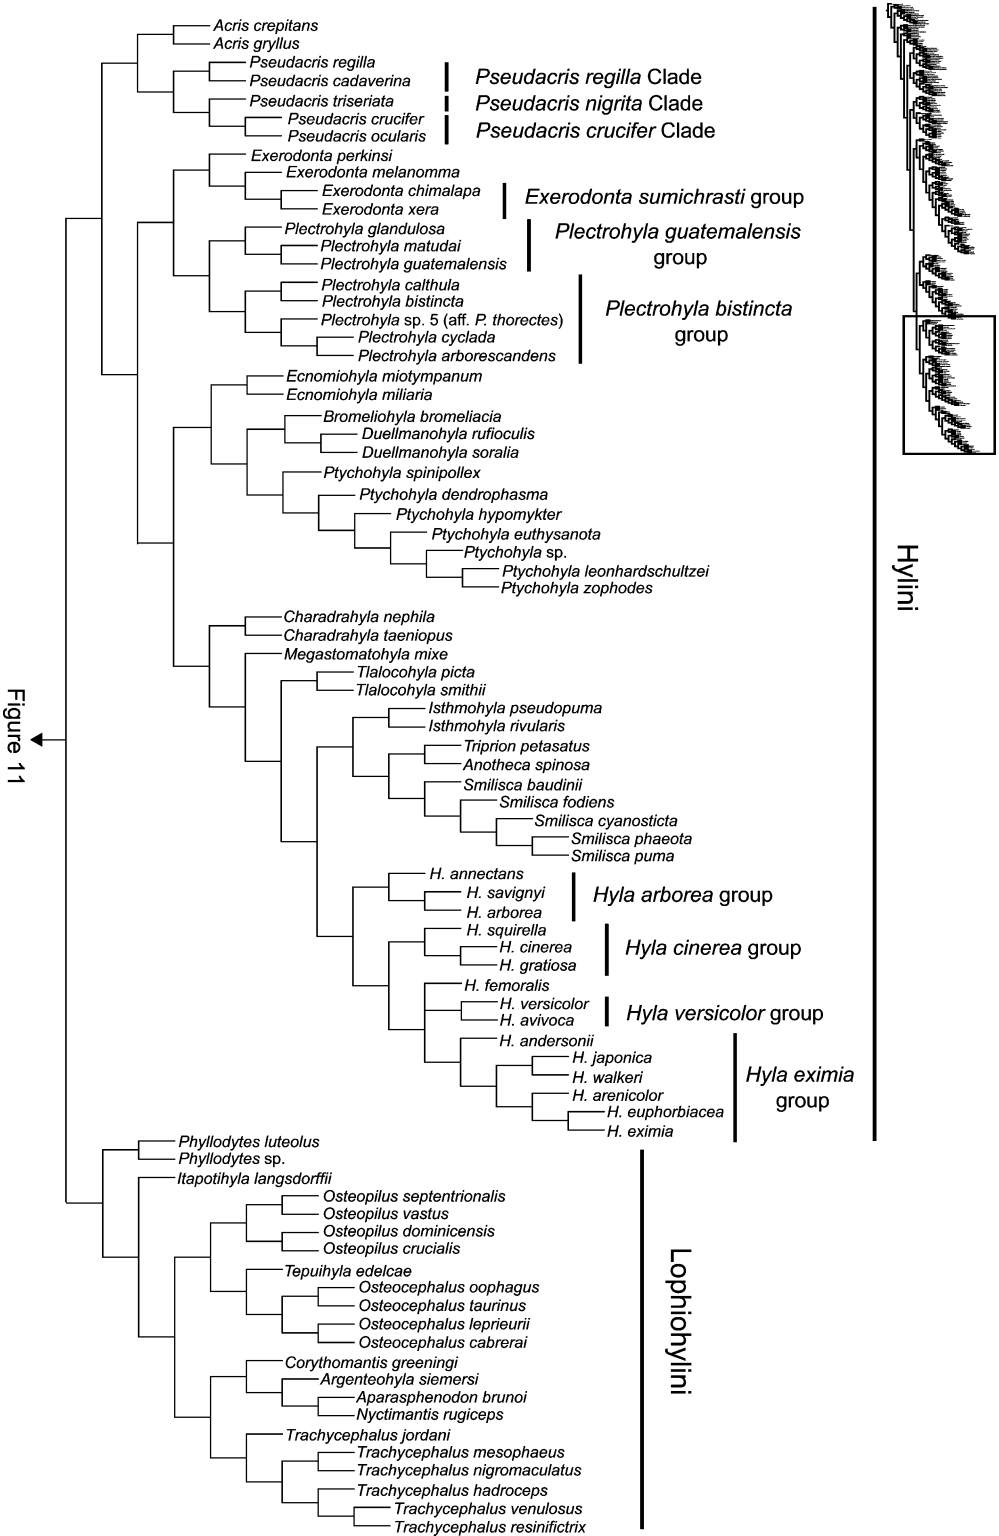 Acris crepitans
Acris gryllus
Pseudacris regilla
Pseudacris cadaverina
Pseudacris regilla Clade
Pseudacris triseriata
Pseudacris nigrita Clade
Pseudacris crucifer
Pseudacris ocularis
Pseudacris crucifer Clade
Exerodonta perkinsi
Exerodonta melanomma
Exerodonta chimalapa
Exerodonta xera
Exerodonta sumichrasti group
Plectrohyla glandulosa
Plectrohyla matudai
Plectrohyla guatemalensis
Plectrohyla guatemalensis
group
Plectrohyla calthula
Plectrohyla bistincta
Plectrohyla sp. 5 (aff. P. thorectes)
Plectrohyla cyclada
Plectrohyla arborescandens
Plectrohyla bistincta
group
Ecnomiohyla miotympanum
Ecnomiohyla miliaria
Bromeliohyla bromeliacia
Duellmanohyla rufioculis
Duellmanohyla soralia
Ptychohyla spinipollex
Ptychohyla dendrophasma
Ptychohyla hypomykter
Ptychohyla euthysanota
Ptychohyla sp.
Ptychohyla leonhardschultzei
Ptychohyla zophodes
Hylini
Charadrahyla nephila
Charadrahyla taeniopus
Megastomatohyla mixe
Tlalocohyla picta
Tlalocohyla smithii
Isthmohyla pseudopuma
Isthmohyla rivularis
Figure 11
Triprion petasatus
Anotheca spinosa
Smilisca baudinii
Smilisca fodiens
Smilisca cyanosticta
Smilisca phaeota
Smilisca puma
H. annectans
H. savignyi
H. arborea
Hyla arborea group
H. squirella
H. cinerea
H. gratiosa
Hyla cinerea group
H. femoralis
H. versicolor
H. avivoca
Hyla versicolor group
H. andersonii
H. japonica
H. walkeri
H. arenicolor
H. euphorbiacea
H. eximia
Hyla eximia
group
Phyllodytes luteolus
Phyllodytes sp.
Itapotihyla langsdorffii
Osteopilus septentrionalis
Osteopilus vastus
Osteopilus dominicensis
Osteopilus crucialis
Tepuihyla edelcae
Osteocephalus oophagus
Osteocephalus taurinus
Osteocephalus leprieurii
Osteocephalus cabrerai
Lophiohylini
Corythomantis greeningi
Argenteohyla siemersi
Aparasphenodon brunoi
Nyctimantis rugiceps
Trachycephalus jordani
Trachycephalus mesophaeus
Trachycephalus nigromaculatus
Trachycephalus hadroceps
Trachycephalus venulosus
Trachycephalus resinifictrix